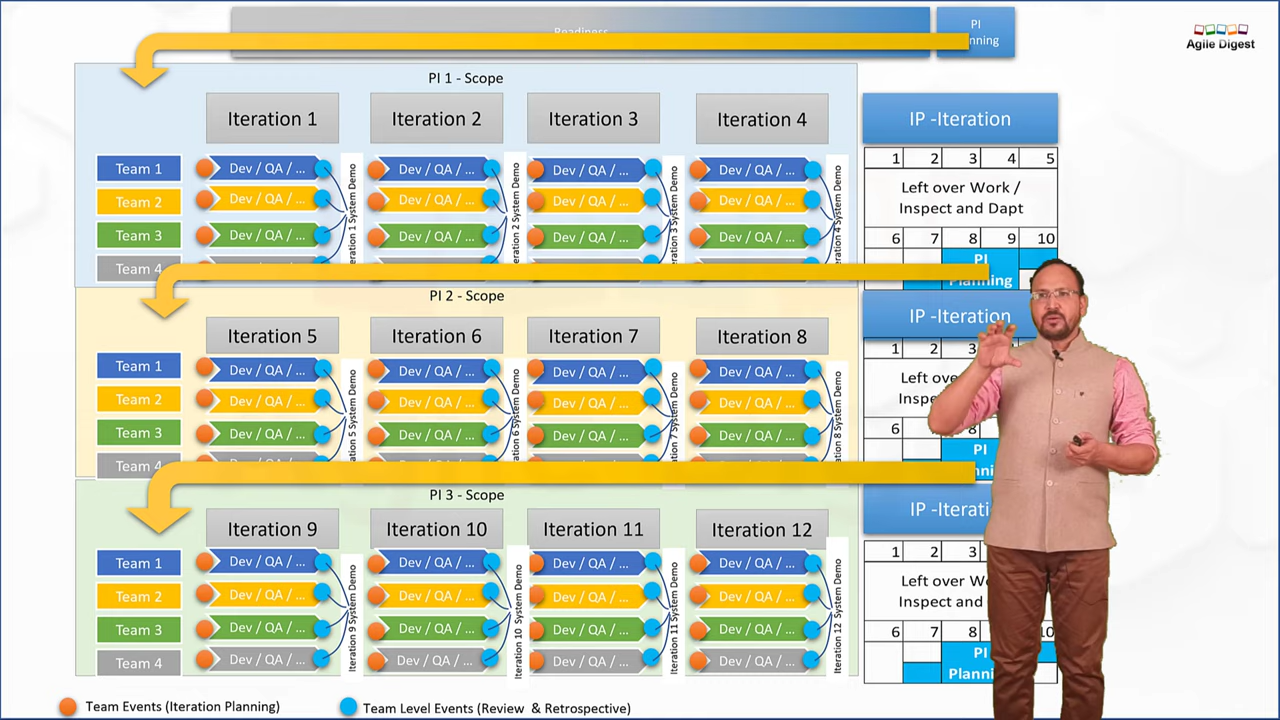 Readiness
PI
nning
Agile Digest
PI 1 - Scope
Iteration 1
Iteration 2
Iteration 3
Iteration 4
IP -Iteration
1 2 3 4 5
Left over Work /
Inspect and Dapt
6 7 8 9 10
PI
Planning
Team 1
Dev / QA / ...
Dev / QA / ...
Dev / QA / ...
Dev / QA / ...
Team 2
Dev / QA / ...
Dev / QA / ...
Dev / QA / ...
Dev / QA / ...
Team 3
Dev / QA / ...
Dev / QA / ...
Dev / QA / ...
Dev / QA / ...
Team 4
Iteration 1 System Demo
Iteration 2 System Demo
Iteration 3 System Demo
Iteration 4 System Demo
PI 2 - Scope
Iteration 5
Iteration 6
Iteration 7
Iteration 8
IP -Iteration
1 2 3
Left ove
Inspect
6 8
PI
nni
Team 1
Dev / QA / ...
Dev / QA / ...
Dev / QA / ...
Dev / QA / ...
Team 2
Dev / QA / ...
Dev / QA / ...
Dev / QA / ...
Dev / QA / ...
Team 3
Dev / QA / ...
Dev / QA / ...
Dev / QA / ...
Dev / QA / ...
Team 4
Iteration 5 System Demo
Iteration 6 System Demo
Iteration 7 System Demo
Iteration 8 System Demo
PI 3 - Scope
Iteration 9
Iteration 10
Iteration 11
Iteration 12
IP -Iterati
1 2 3
Left over Wo
Inspect and
6 7 8 10
PI
Planni
Team 1
Dev / QA / ...
Dev / QA / ...
Dev / QA / ...
Dev / QA / ...
Team 2
Dev / QA / ...
Dev / QA / ...
Dev / QA / ...
Dev / QA / ...
Team 3
Dev / QA / ...
Dev / QA / ...
Dev / QA / ...
Dev / QA / ...
Team 4
Dev / QA / ...
Dev / QA / ...
Dev / QA / ...
Dev / QA / ...
Iteration 9 System Demo
Iteration 10 System Demo
Iteration 11 System Demo
Iteration 12 System Demo
Team Events (Iteration Planning)
Team Level Events (Review & Retrospective)